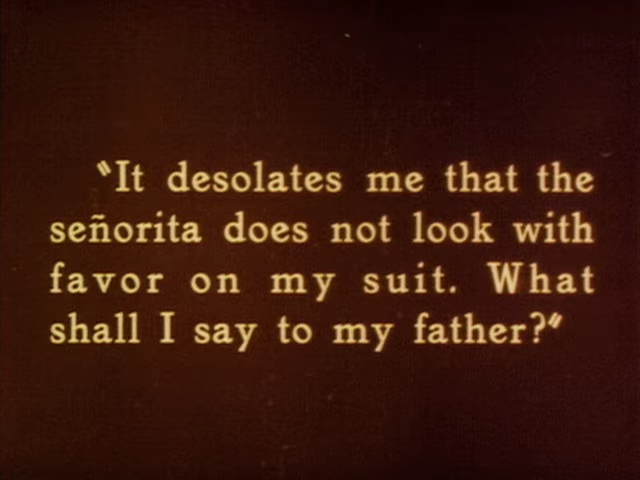 "It desolates me that the
señorita does not look with
favor on my suit. What
shall I say to my father?"